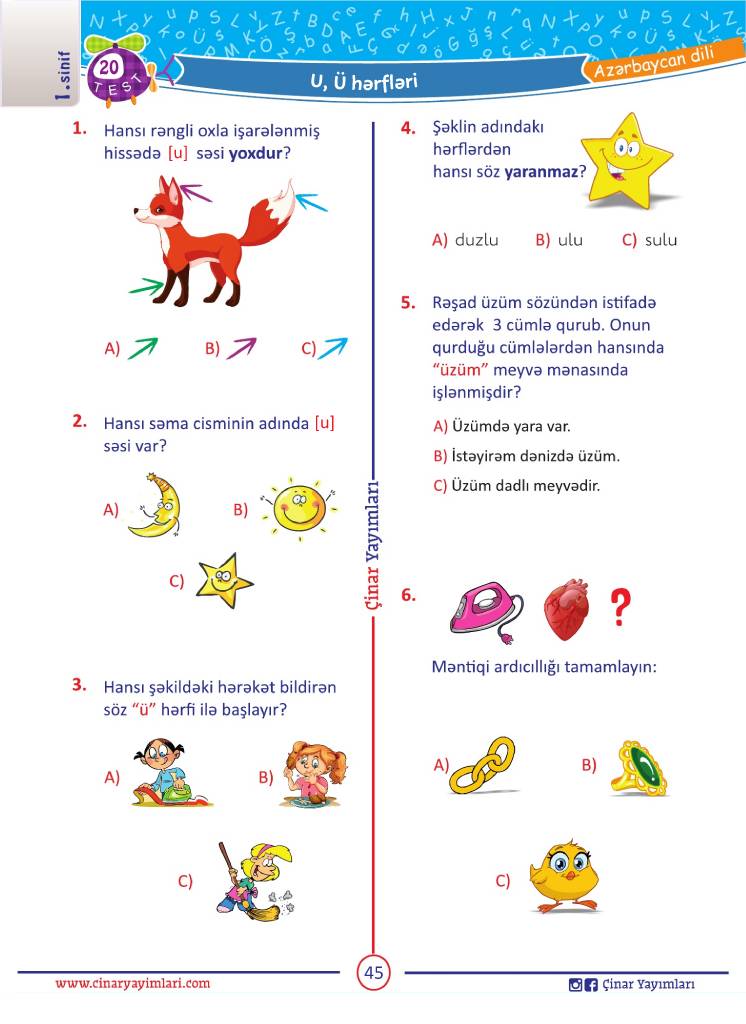 1. sinif
20
TEST
U, Ü hərfləri
Azərbaycan dili
1. Hansı rəngli oxla işarələnmiş
hissədə [u] səsi yoxdur?
A)
B)
C)
2. Hansı səma cisminin adında [u]
səsi var?
A)
B)
C)
3. Hansı şəkildəki hərəkət bildirən
söz “ü” hərfi ilə başlayır?
A)
B)
C)
Çinar Yayımları
4. Şəklin adındakı
hərflərdən
hansı söz yaranmaz?
A) duzlu B) ulu C) sulu
5. Rəşad üzüm sözündən istifadə
edərək 3 cümlə qurub. Onun
qurduğu cümlələrdən hansında
“üzüm” meyvə mənasında
işlənmişdir?
A) Üzümdə yara var.
B) İstəyirəm dənizdə üzüm.
C) Üzüm dadlı meyvədir.
6. ?
Məntiqi ardıcıllığı tamamlayın:
A)
B)
C)
www.cinaryayimlari.com
45
Çinar Yayımları